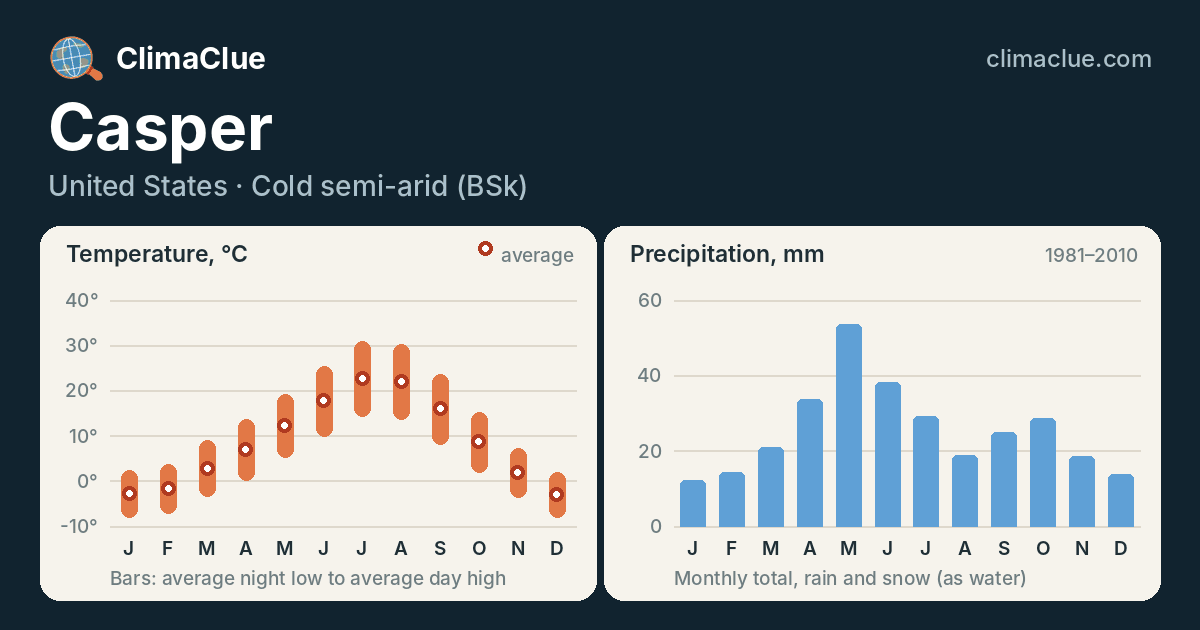 ClimaClue
climaclue.com
Casper
United States · Cold semi-arid (BSk)
Temperature, °C
average
40°
30°
20°
10°
0°
-10°
J F M A M J J A S O N D
Bars: average night low to average day high
Precipitation, mm
1981–2010
60
40
20
0
J F M A M J J A S O N D
Monthly total, rain and snow (as water)